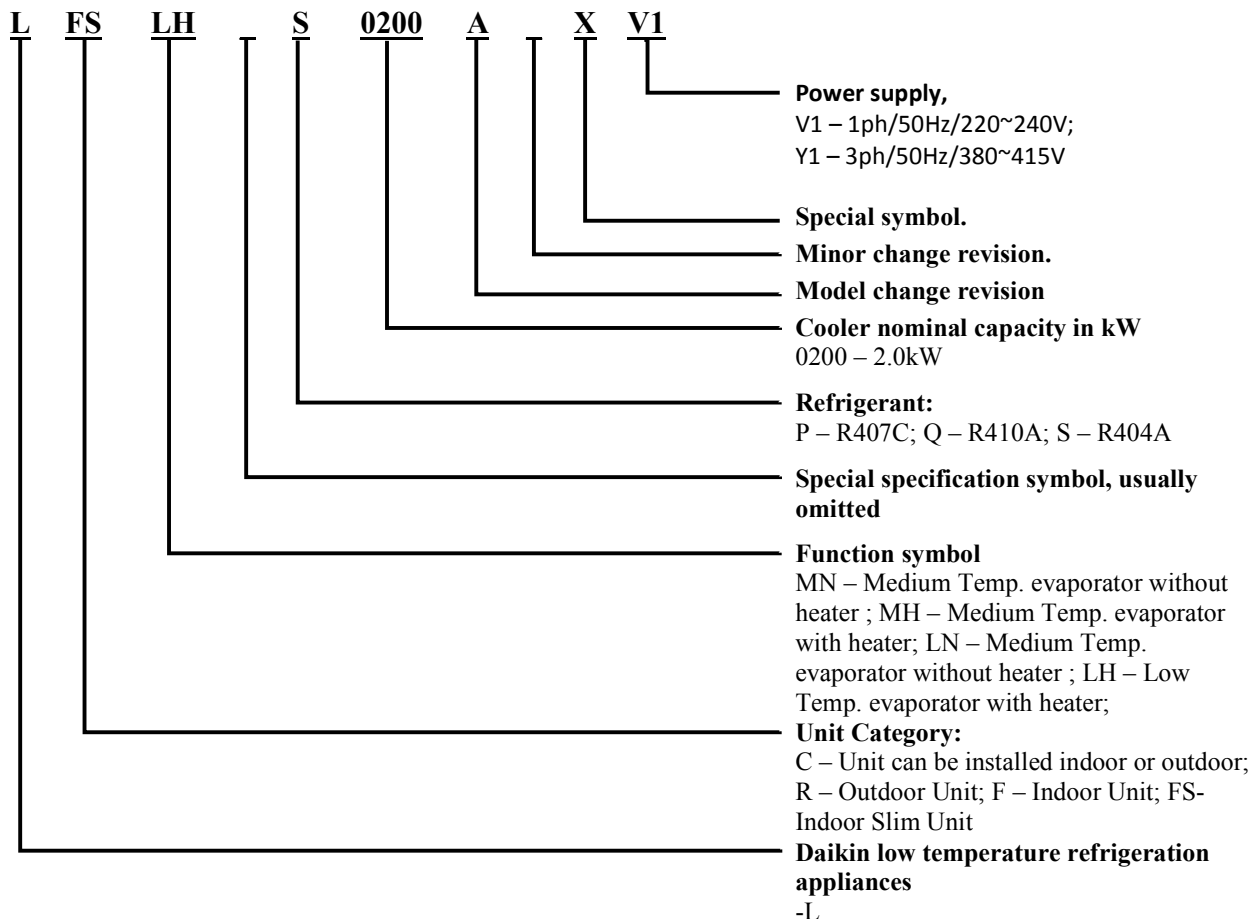 L FS LH _ S 0200 A _ X V1
Power supply,
V1 – 1ph/50Hz/220~240V;
Y1 – 3ph/50Hz/380~415V
Special symbol.
Minor change revision.
Model change revision
Cooler nominal capacity in kW
0200 – 2.0kW
Refrigerant:
P – R407C; Q – R410A; S – R404A
Special specification symbol, usually
omitted
Function symbol
MN – Medium Temp. evaporator without
heater ; MH – Medium Temp. evaporator
with heater; LN – Medium Temp.
evaporator without heater ; LH – Low
Temp. evaporator with heater;
Unit Category:
C – Unit can be installed indoor or outdoor;
R – Outdoor Unit; F – Indoor Unit; FS-
Indoor Slim Unit
Daikin low temperature refrigeration
appliances
-L